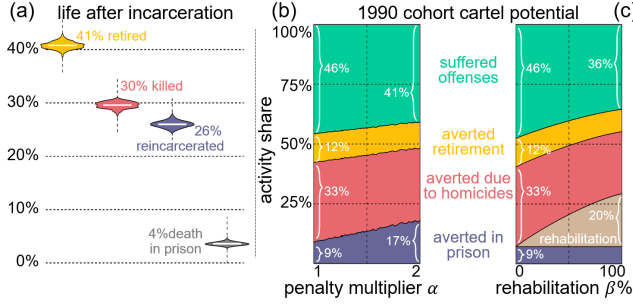 (a) life after incarceration
40%
30%
20%
10%
0%
41% retired
30% killed
26%
reincarcerated
4%death
in prison
(b) 1990 cohort cartel potential (c)
activity share
100%
75%
50%
25%
46%
41%
12%
33%
9%
17%
1 2
penalty multiplier α
suffered
offenses
averted
retirement
averted due
to homicides
averted in
prison
46%
36%
12%
33%
20%
rehabilitation
9%
0 100
rehabilitation β%